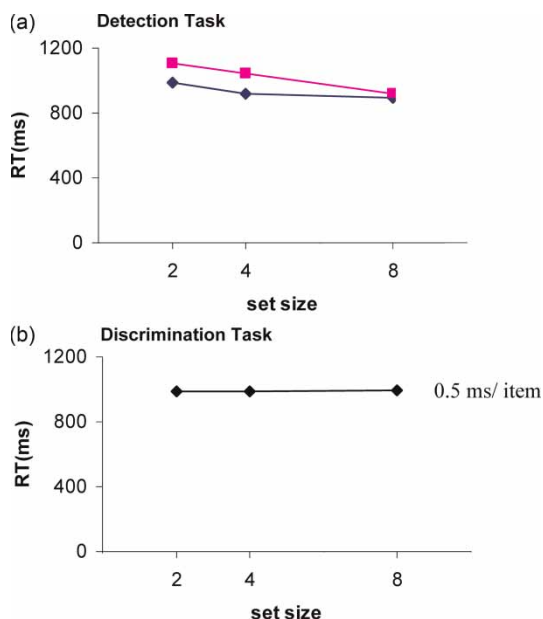 (a) Detection Task
1200
800
400
0
RT(ms)
2 4 8
set size
(b) Discrimination Task
1200
800
400
0
RT(ms)
0.5 ms/ item
2 4 8
set size